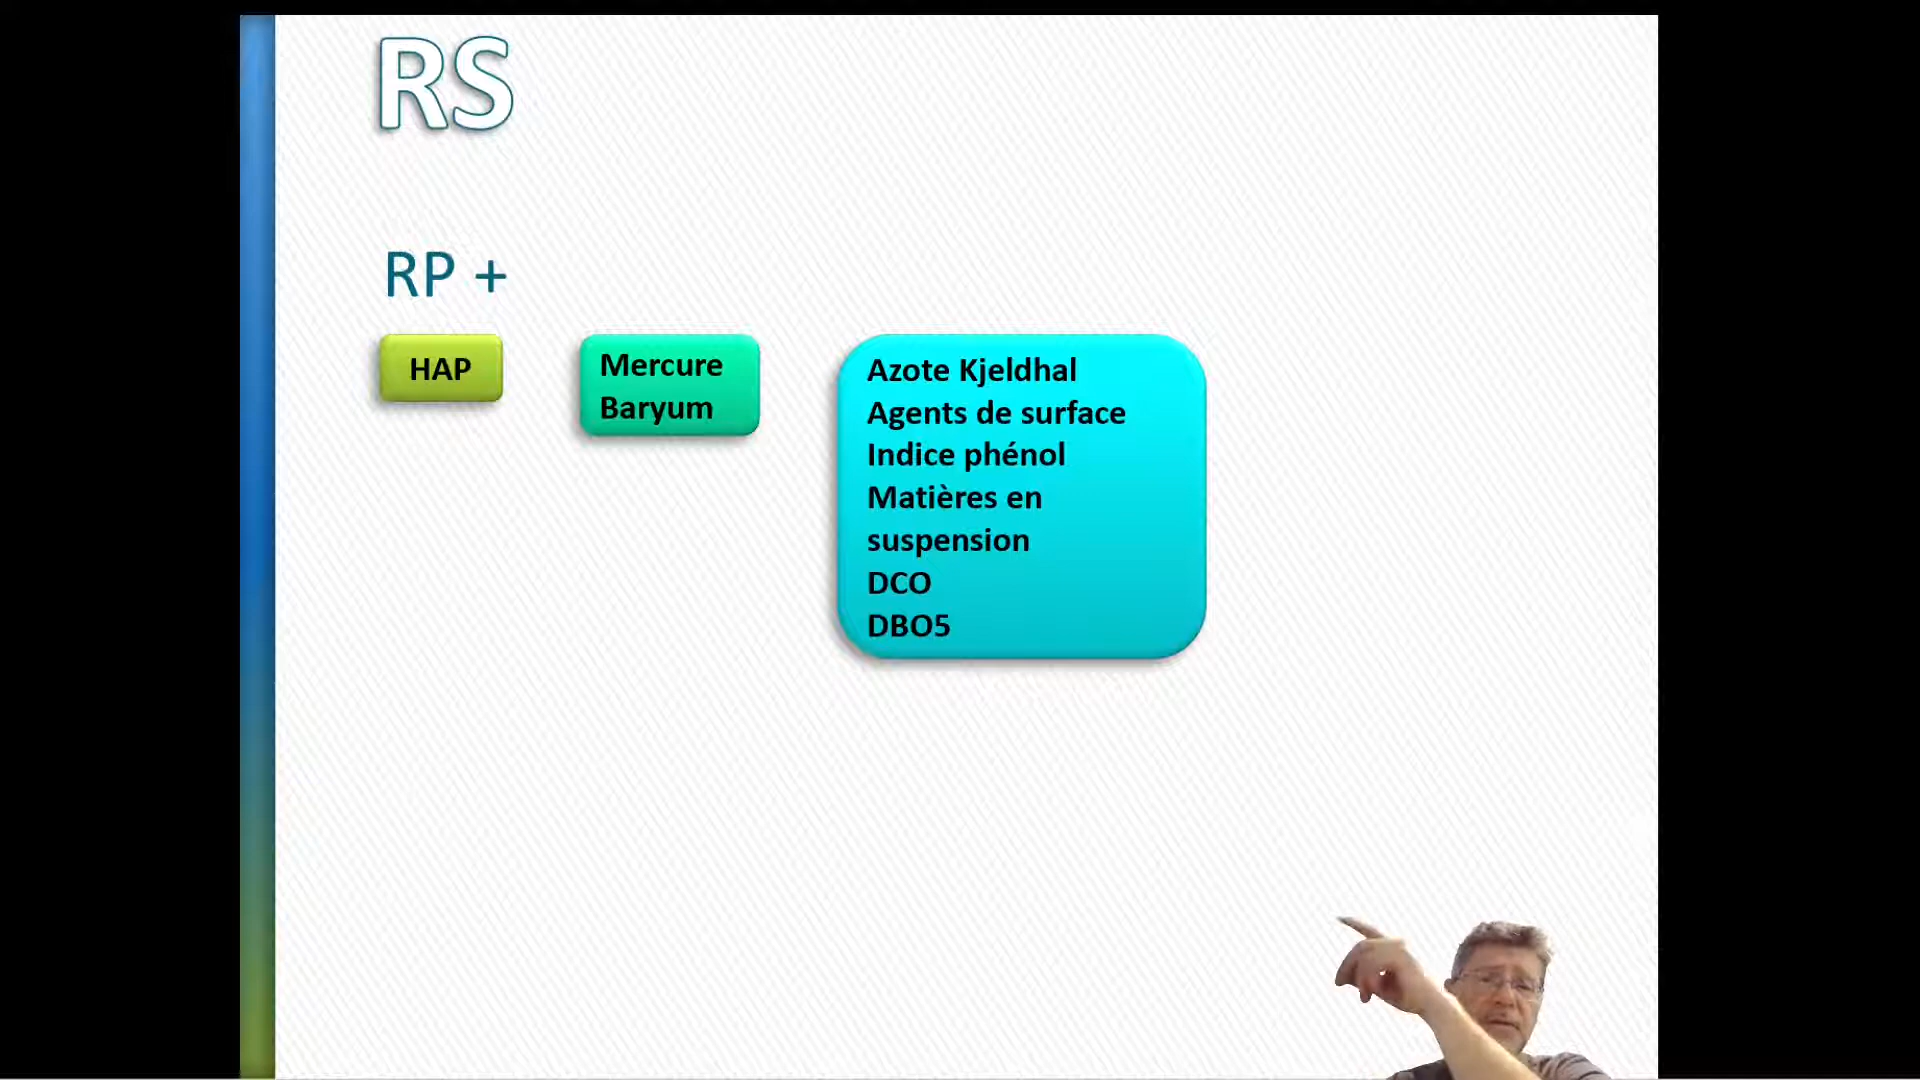 RS
RP +
HAP
Mercure
Baryum
Azote Kjeldhal
Agents de surface
Indice phénol
Matières en
suspension
DCO
DBO5